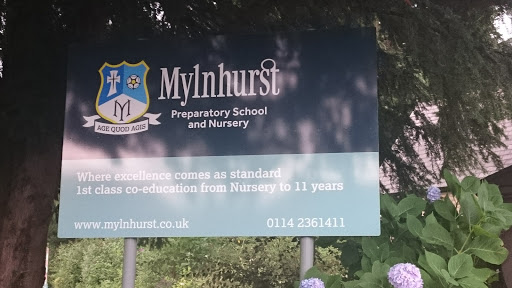 Mylnhurst
Preparatory School
and Nursery
MY
AGE QUOD AGIS
Where excellence comes as standard
1st class co-education from Nursery to 11 years
www.mylnhurst.co.uk 0114 2361411